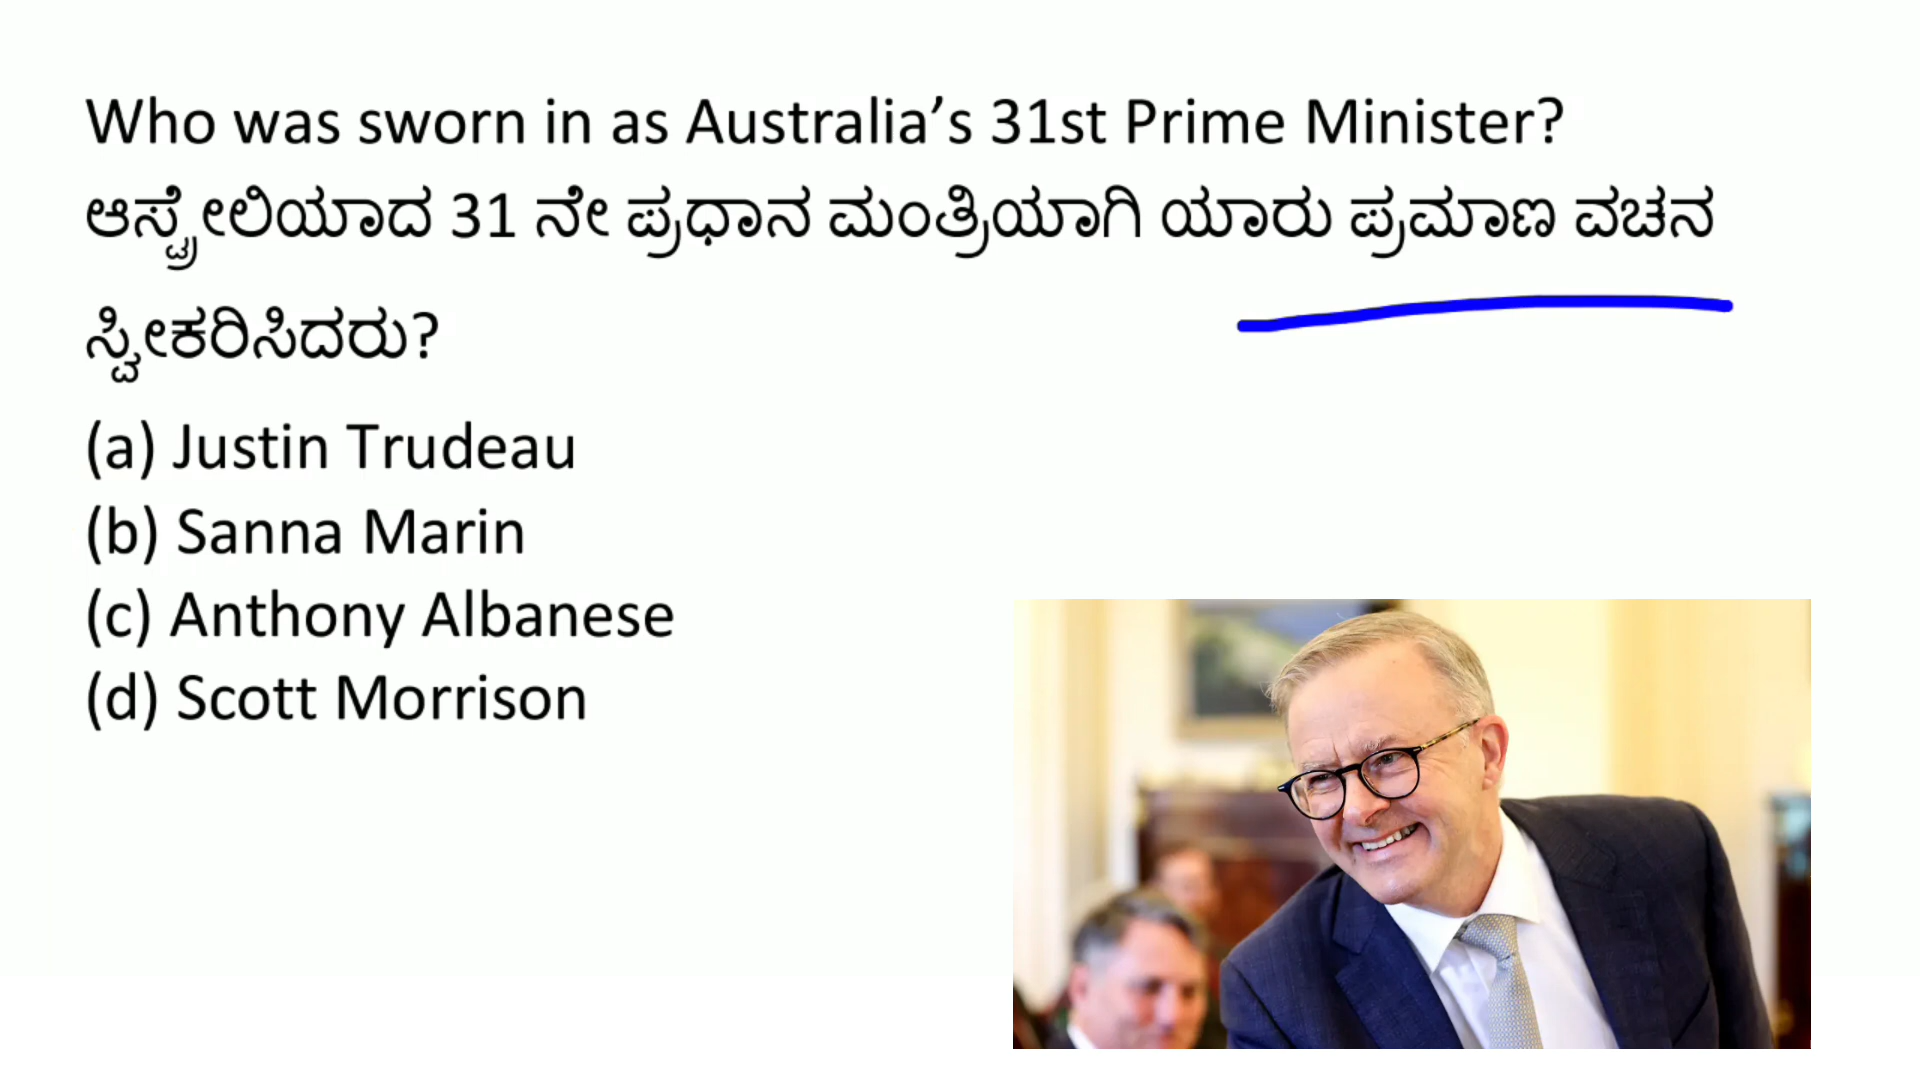 Who was sworn in as Australia’s 31st Prime Minister?
ಆಸ್ಟ್ರೇಲಿಯಾದ 31 ನೇ ಪ್ರಧಾನ ಮಂತ್ರಿಯಾಗಿ ಯಾರು ಪ್ರಮಾಣ ವಚನ
ಸ್ವೀಕರಿಸಿದರು?
(a) Justin Trudeau
(b) Sanna Marin
(c) Anthony Albanese
(d) Scott Morrison